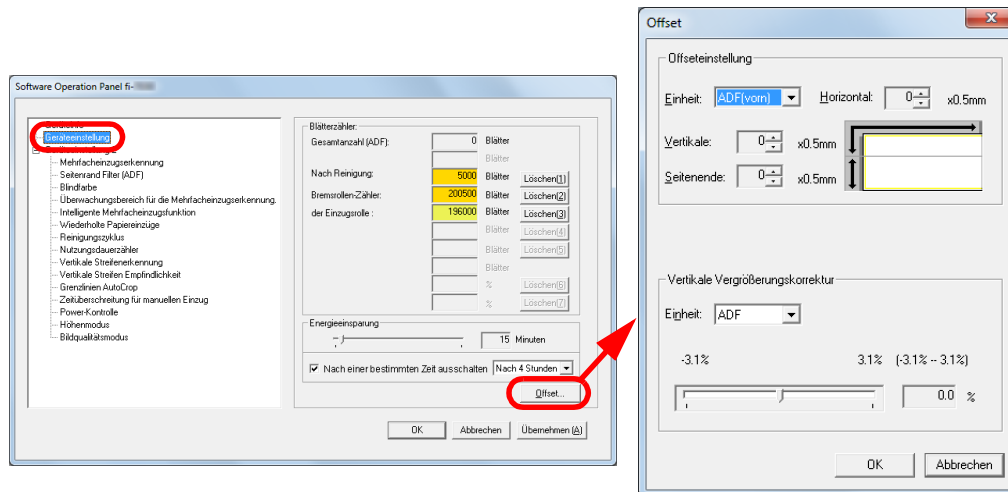 Software Operation Panel fi-
Geräteeinstellung
Geräteeinstellung 2
Mehrfacheinzugserkennung
Seitenrand Filter (ADF)
Blindfarbe
Überwachungsbereich für die Mehrfacheinzugserkennung.
Intelligente Mehrfacheinzugsfunktion
Wiederholte Papiereinzüge
Reinigungszyklus
Nutzungsdauerzähler
Vertikale Streifenerkennung
Vertikale Streifen Empfindlichkeit
Grenzlinien AutoCrop
Zeitüberschreitung für manuellen Einzug
Power-Kontrolle
Höhenmodus
Bildqualitätsmodus
Blätterzähler:
Gesamtanzahl (ADF): 0 Blätter
Blätter
Nach Reinigung: 5000 Blätter Löschen(1)
Bremsrollen-Zähler: 200500 Blätter Löschen(2)
der Einzugsrolle : 196000 Blätter Löschen(3)
Blätter Löschen(4)
Blätter Löschen(5)
Blätter
% Löschen(6)
% Löschen(7)
Energieeinsparung
15 Minuten
Nach einer bestimmten Zeit ausschalten Nach 4 Stunden
Offset...
OK Abbrechen Übernehmen (A)
Offset
Offseteinstellung
Einheit: ADF(vorn) Horizontal: 0 x0.5mm
Vertikale: 0 x0.5mm
Seitenende: 0 x0.5mm
Vertikale Vergrößerungskorrektur
Einheit: ADF
-3.1% 3.1% (-3.1% -- 3.1%)
0.0 %
OK Abbrechen